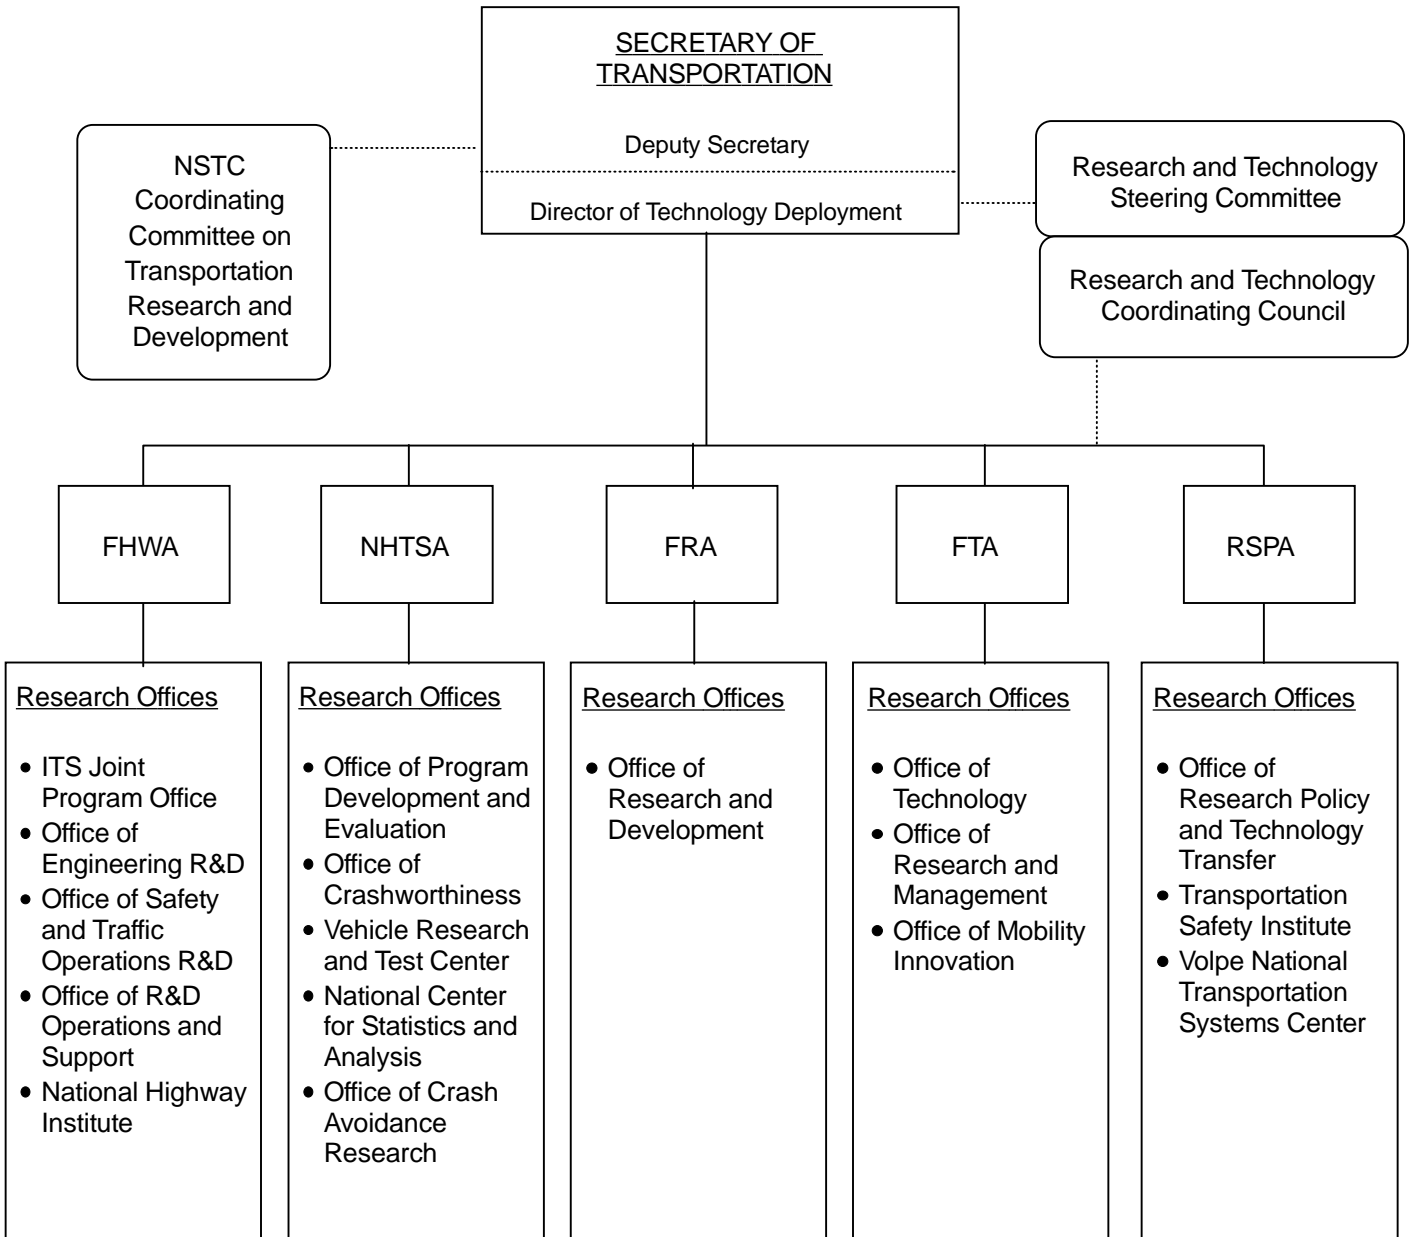 SECRETARY OF
TRANSPORTATION
Deputy Secretary
Director of Technology Deployment
NSTC
Coordinating
Committee on
Transportation
Research and
Development
Research and Technology
Steering Committee
Research and Technology
Coordinating Council
FHWA
NHTSA
FRA
FTA
RSPA
Research Offices
• ITS Joint
Program Office
• Office of
Engineering R&D
• Office of Safety
and Traffic
Operations R&D
• Office of R&D
Operations and
Support
• National Highway
Institute
Research Offices
• Office of Program
Development and
Evaluation
• Office of
Crashworthiness
• Vehicle Research
and Test Center
• National Center
for Statistics and
Analysis
• Office of Crash
Avoidance
Research
Research Offices
• Office of
Research and
Development
Research Offices
• Office of
Technology
• Office of
Research and
Management
• Office of Mobility
Innovation
Research Offices
• Office of
Research Policy
and Technology
Transfer
• Transportation
Safety Institute
• Volpe National
Transportation
Systems Center